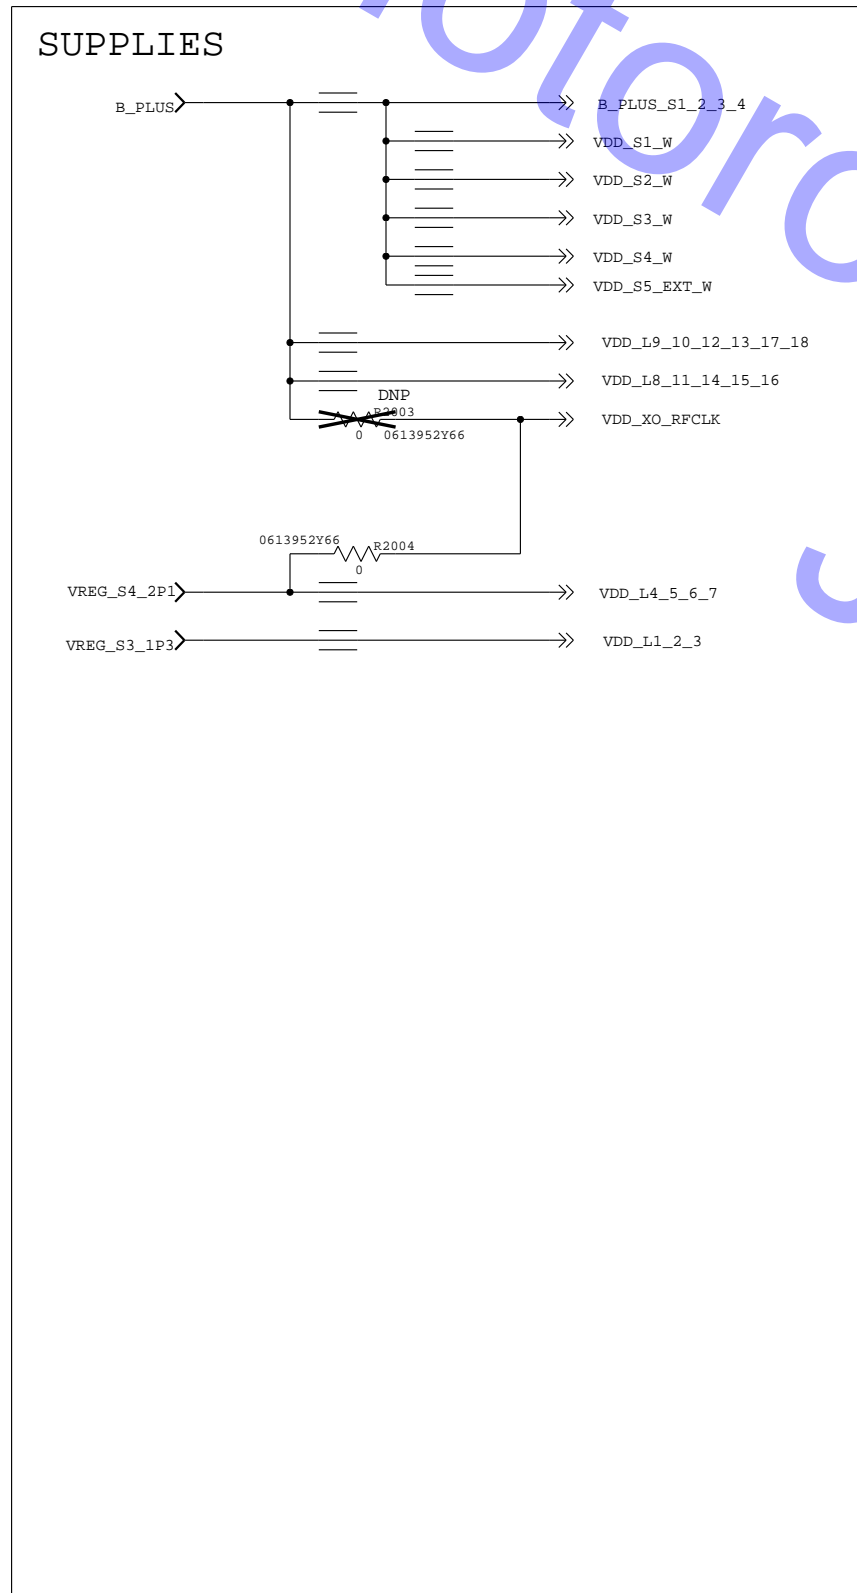 SUPPLIES
B_PLUS
B_PLUS_S1_2_3_4
VDD_S1_W
VDD_S2_W
VDD_S3_W
VDD_S4_W
VDD_S5_EXT_W
VDD_L9_10_12_13_17_18
VDD_L8_11_14_15_16
DNP
R2003
VDD_XO_RFCLK
0
0613952Y66
0613952Y66
R2004
0
VREG_S4_2P1
VDD_L4_5_6_7
VREG_S3_1P3
VDD_L1_2_3